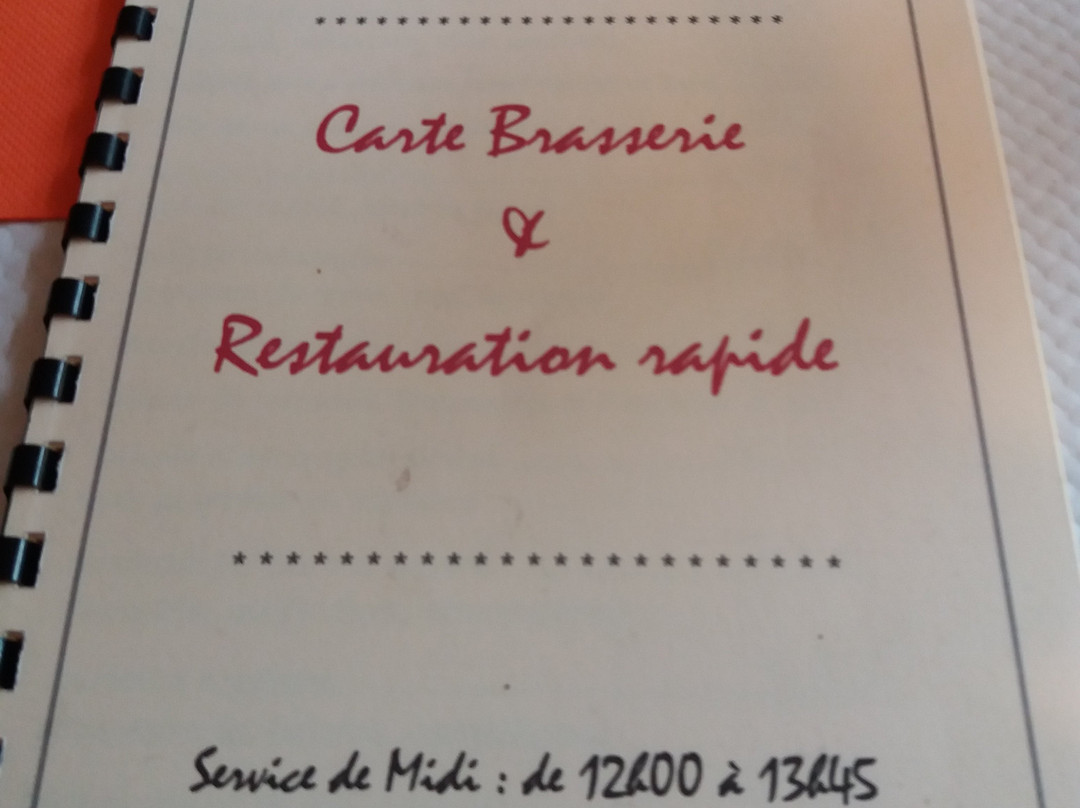 ***********************
Carte Brasserie
&
Restauration rapide
***********************
Service de Midi : de 12h00 à 13h45